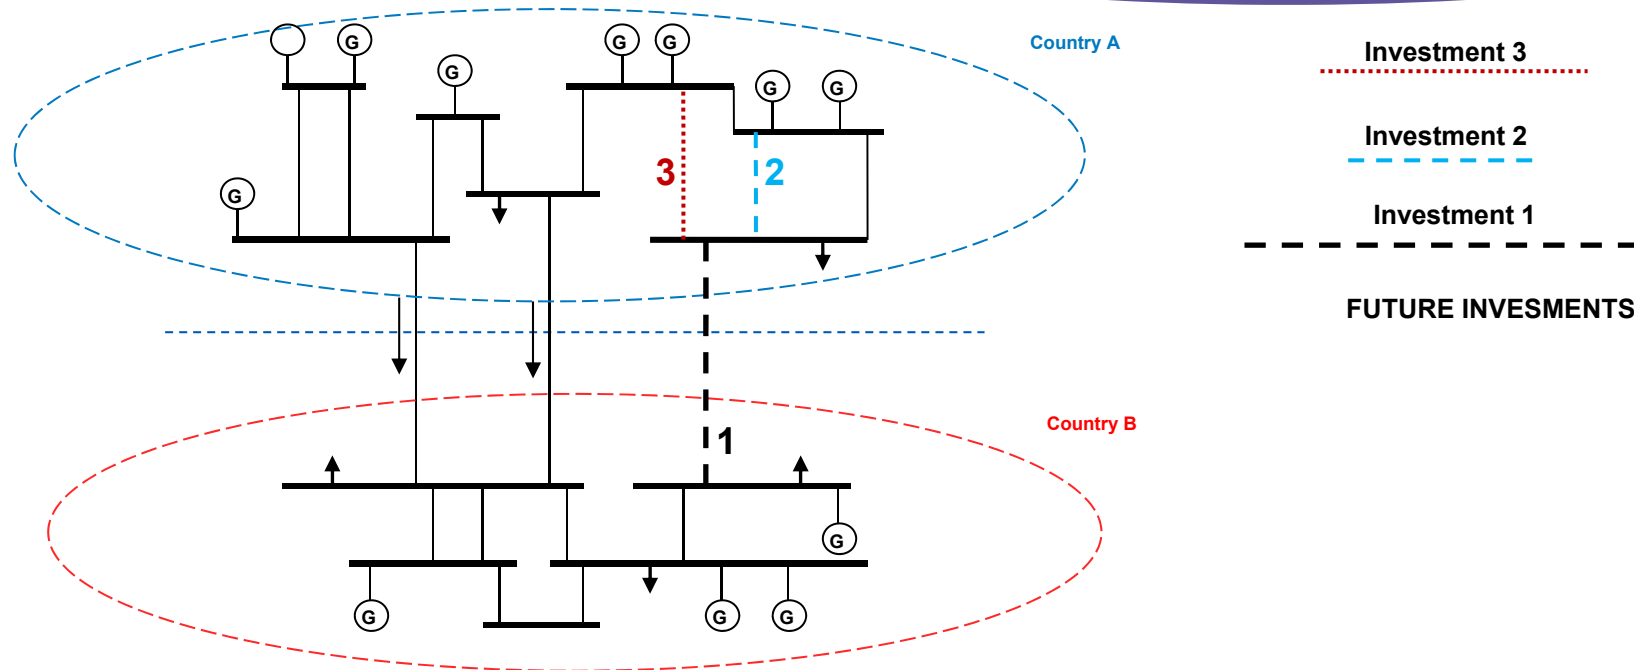 G
G
G
Country A
Investment 3
G
G
G
G
Investment 2
3
2
G
Investment 1
FUTURE INVESMENTS
Country B
1
G
G
G
G